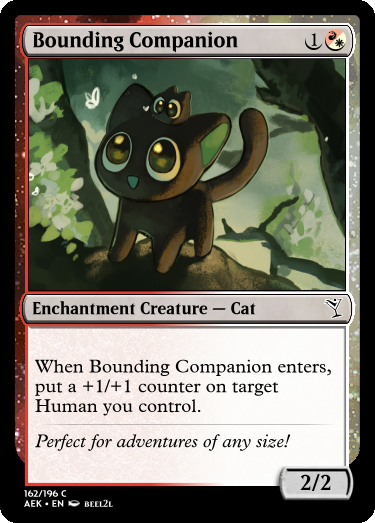 Bounding Companion 1
Enchantment Creature — Cat
When Bounding Companion enters,
put a +1/+1 counter on target
Human you control.
Perfect for adventures of any size!
2/2
162/196 C
AEK • EN BEEL2L